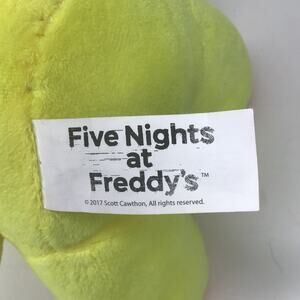 Five Nights
at
Freddy's™
© 2017 Scott Cawthon, All rights reserved.